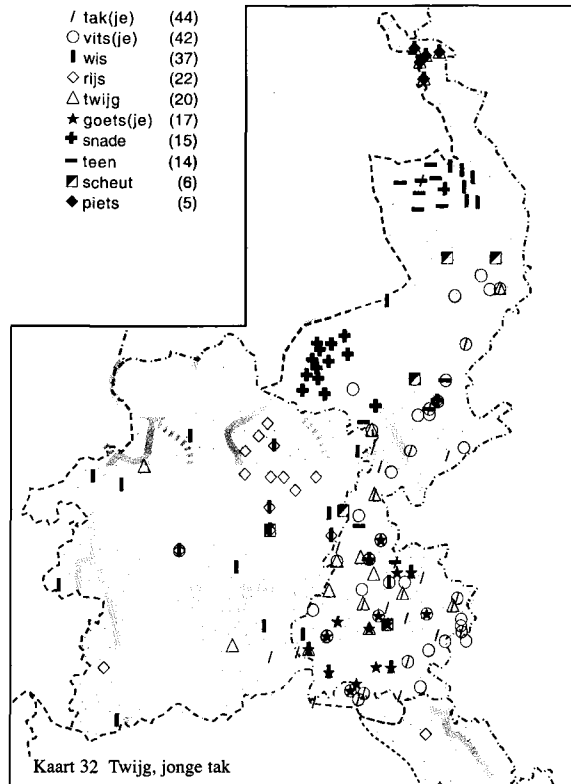 tak(je) (44)
vits(je) (42)
wis (37)
rijs (22)
twijg (20)
goets(je) (17)
snade (15)
teen (14)
scheut (6)
piets (5)
Kaart 32 Twijg, jonge tak